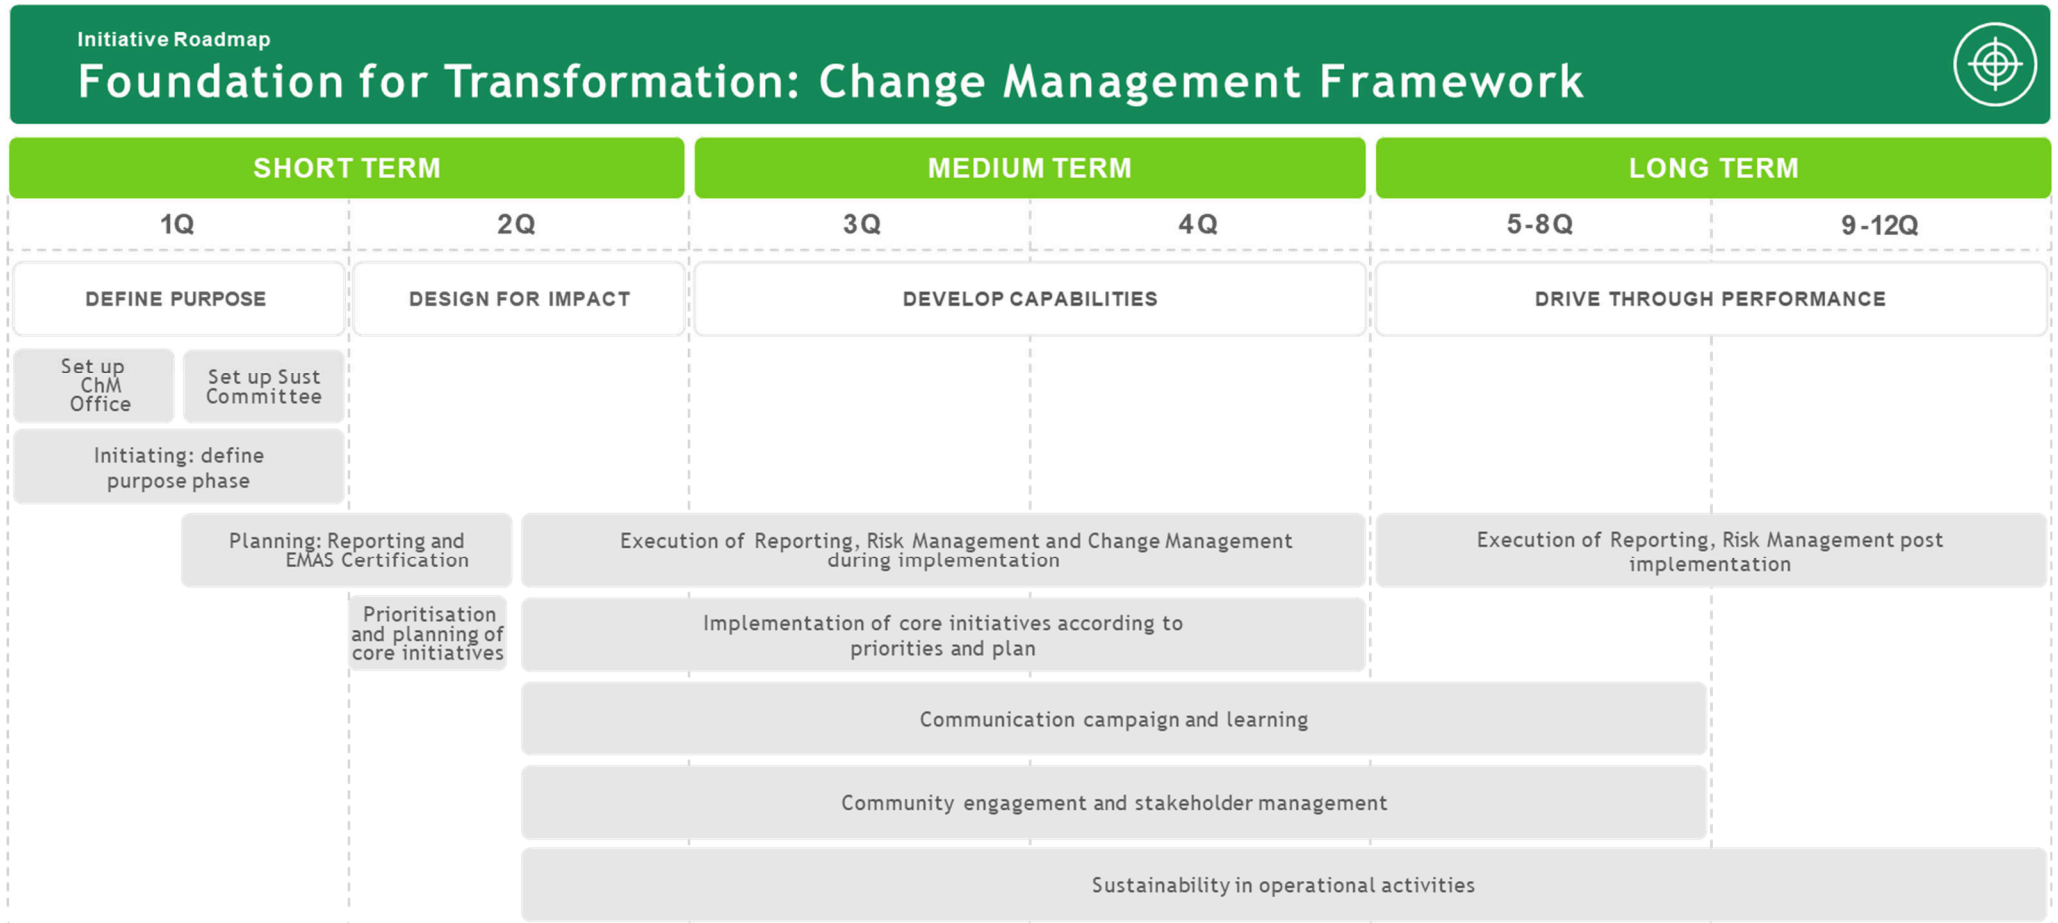 Initiative Roadmap
Foundation for Transformation: Change Management Framework
SHORT TERM
MEDIUM TERM
LONG TERM
1Q
2Q
3Q
4Q
5-8Q
9-12Q
DEFINE PURPOSE
DESIGN FOR IMPACT
DEVELOP CAPABILITIES
DRIVE THROUGH PERFORMANCE
Set up
ChM
Office
Set up Sust
Committee
Initiating: define
purpose phase
Planning: Reporting and
EMAS Certification
Execution of Reporting, Risk Management and Change Management
during implementation
Execution of Reporting, Risk Management post
implementation
Prioritisation
and planning of
core initiatives
Implementation of core initiatives according to
priorities and plan
Communication campaign and learning
Community engagement and stakeholder management
Sustainability in operational activities